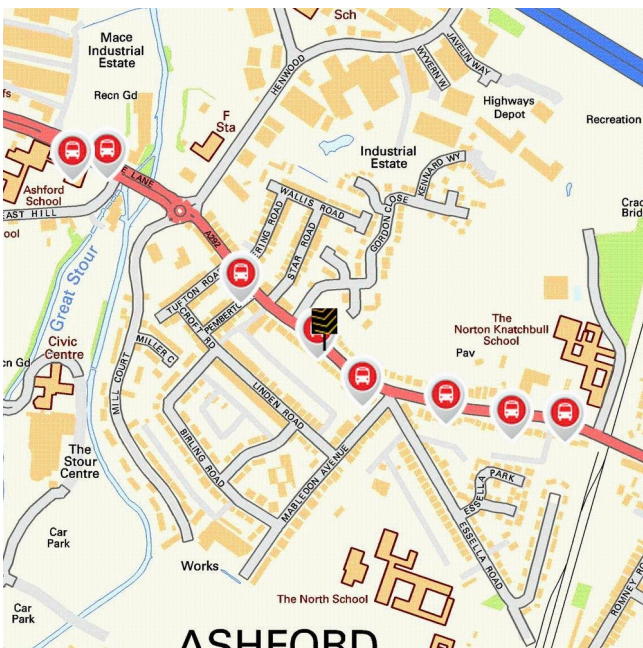 Sch
Mace
Industrial
Estate
JAVELIN WAY
WYVERN W
HENWOOD
Recn Gd
Highways
Depot
F
Sta
Recreation
Industrial
Estate
KENNARD WY
E LANE
Ashford
School
WALLIS ROAD
GORDON CLOSE
EAST HILL
A292
STAR ROAD
Great Stour
TUFTON ROAD
PEMBERTO
CROFT RD
The
Norton Knatchbull
School
Civic
Centre
MILLER C
Pav
MILL COURT
LINDEN ROAD
BIRLING ROAD
The
Stour
Centre
MABLEDON AVENUE
ESSELLA PARK
Car
Park
ESSELLA ROAD
Works
The North School
Car
Park
ASHFORD